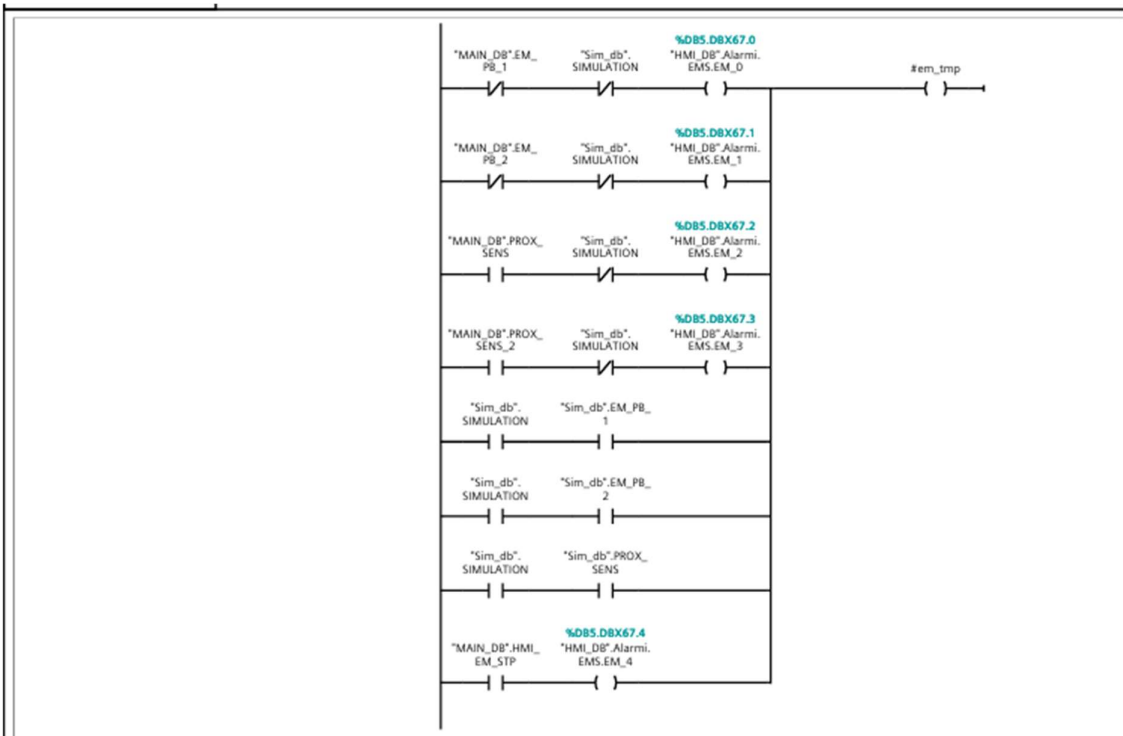 %DB5.DBX67.0
"MAIN_DB".EM_
PB_1
"Sim_db".
SIMULATION
"HMI_DB".Alarmi.
EMS.EM_0
#em_tmp
%DB5.DBX67.1
"MAIN_DB".EM_
PB_2
"Sim_db".
SIMULATION
"HMI_DB".Alarmi.
EMS.EM_1
%DB5.DBX67.2
"MAIN_DB".PROX_
SENS
"Sim_db".
SIMULATION
"HMI_DB".Alarmi.
EMS.EM_2
%DB5.DBX67.3
"MAIN_DB".PROX_
SENS_2
"Sim_db".
SIMULATION
"HMI_DB".Alarmi.
EMS.EM_3
"Sim_db".
SIMULATION
"Sim_db".EM_PB_
1
"Sim_db".
SIMULATION
"Sim_db".EM_PB_
2
"Sim_db".
SIMULATION
"Sim_db".PROX_
SENS
%DB5.DBX67.4
"MAIN_DB".HMI_
EM_STP
"HMI_DB".Alarmi.
EMS.EM_4